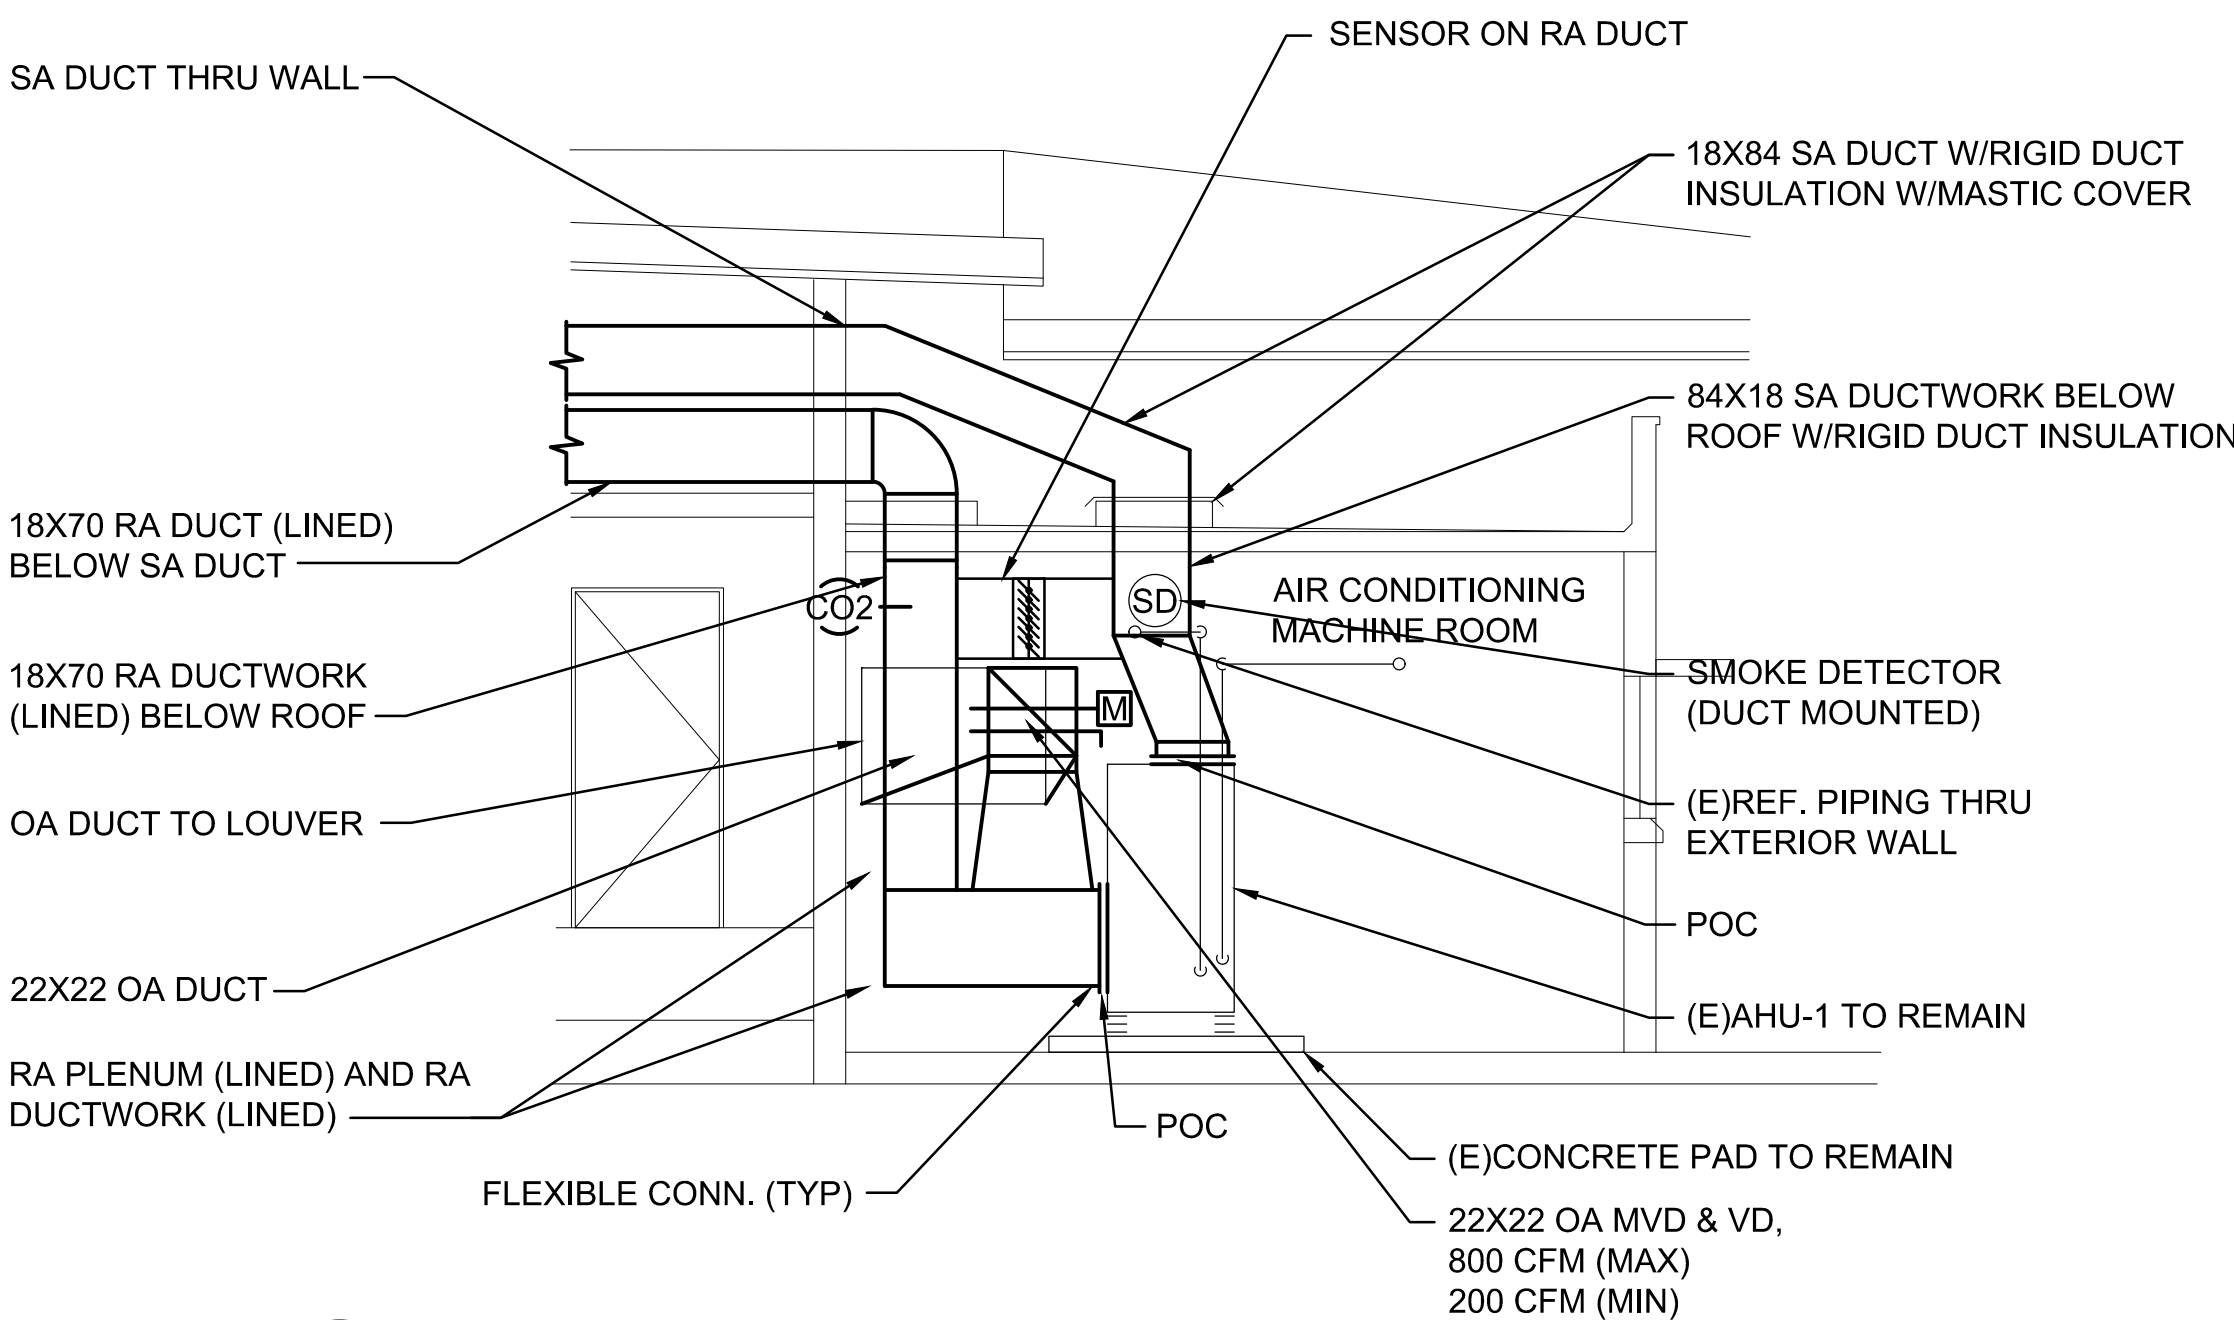 SENSOR ON RA DUCT
SA DUCT THRU WALL
18X84 SA DUCT W/RIGID DUCT
INSULATION W/MASTIC COVER
84X18 SA DUCTWORK BELOW
ROOF W/RIGID DUCT INSULATION
18X70 RA DUCT (LINED)
BELOW SA DUCT
CO2
SD
AIR CONDITIONING
MACHINE ROOM
18X70 RA DUCTWORK
(LINED) BELOW ROOF
M
SMOKE DETECTOR
(DUCT MOUNTED)
OA DUCT TO LOUVER
(E)REF. PIPING THRU
EXTERIOR WALL
POC
22X22 OA DUCT
(E)AHU-1 TO REMAIN
RA PLENUM (LINED) AND RA
DUCTWORK (LINED)
POC
(E)CONCRETE PAD TO REMAIN
FLEXIBLE CONN. (TYP)
22X22 OA MVD & VD,
800 CFM (MAX)
200 CFM (MIN)